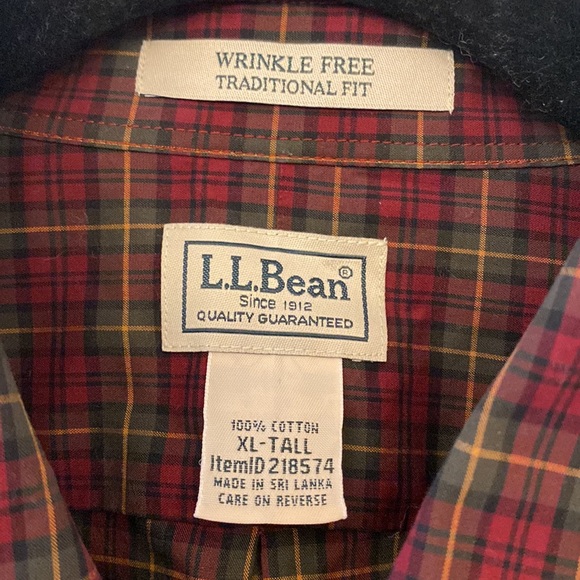 WRINKLE FREE
TRADITIONAL FIT
L.L.Bean®
Since 1912
QUALITY GUARANTEED
100% COTTON
XL-TALL
ItemID 218574
MADE IN SRI LANKA
CARE ON REVERSE